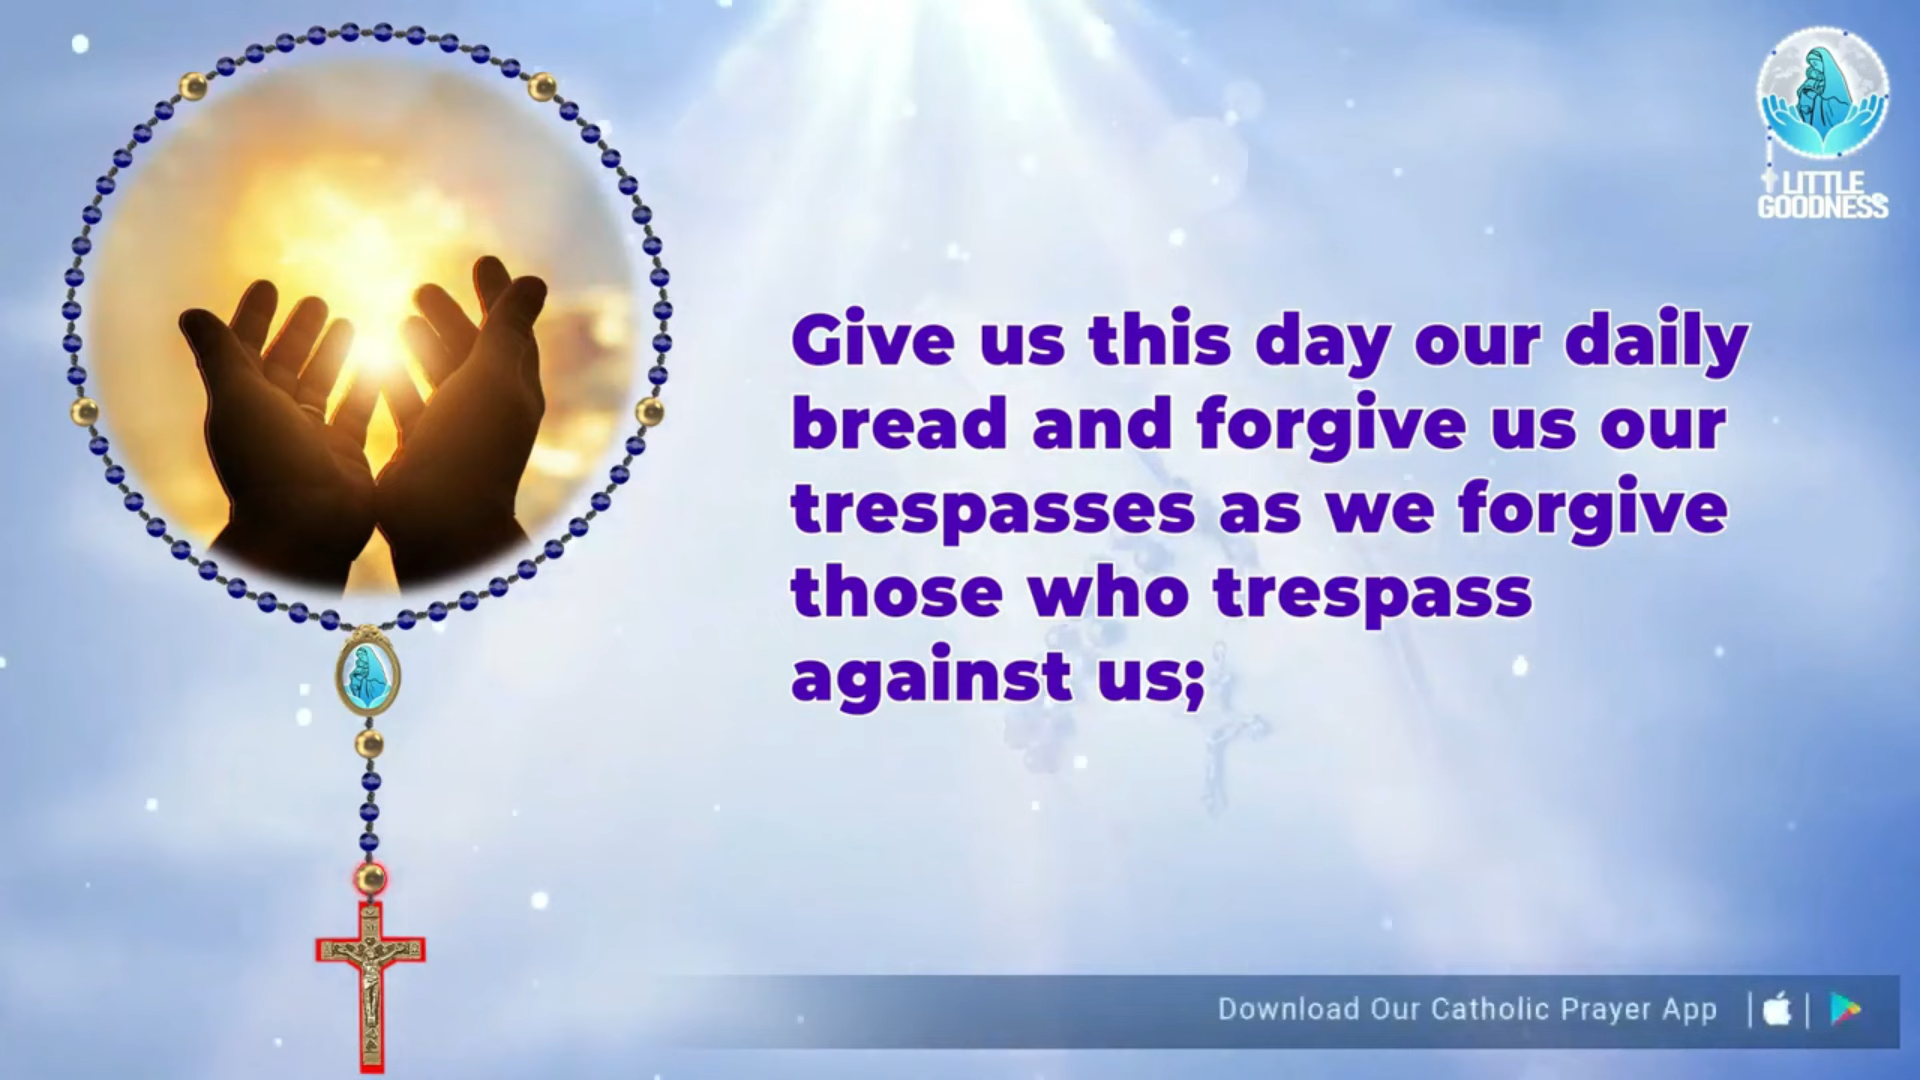 LITTLE
GOODNESS
Give us this day our daily
bread and forgive us our
trespasses as we forgive
those who trespass
against us;
Download Our Catholic Prayer App